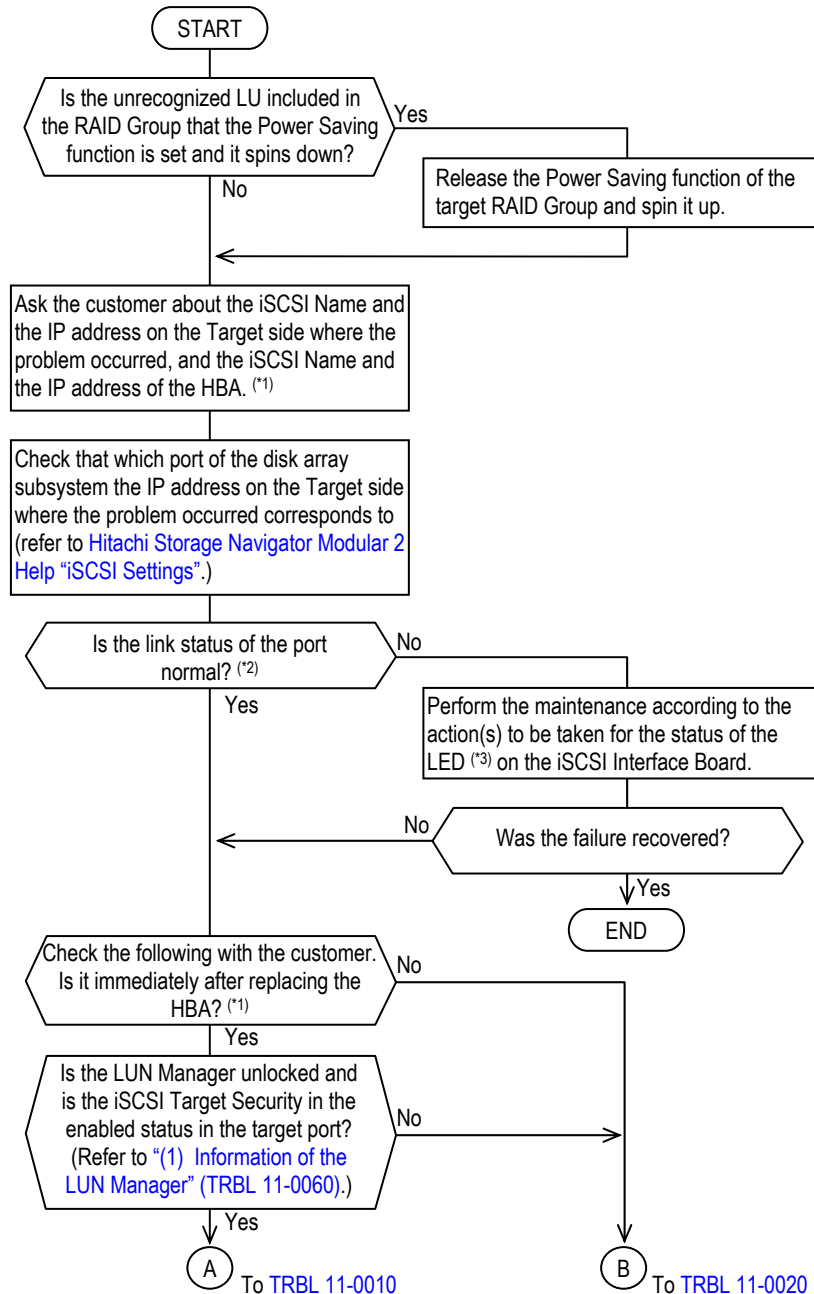 START
Is the unrecognized LU included in
the RAID Group that the Power Saving
function is set and it spins down?
Yes
No
Release the Power Saving function of the
target RAID Group and spin it up.
Ask the customer about the iSCSI Name and
the IP address on the Target side where the
problem occurred, and the iSCSI Name and
the IP address of the HBA. (*1)
Check that which port of the disk array
subsystem the IP address on the Target side
where the problem occurred corresponds to
(refer to Hitachi Storage Navigator Modular 2
Help “iSCSI Settings”.)
Is the link status of the port
normal? (*2)
No
Yes
Perform the maintenance according to the
action(s) to be taken for the status of the
LED (*3) on the iSCSI Interface Board.
Was the failure recovered?
No
Yes
END
Check the following with the customer.
Is it immediately after replacing the
HBA? (*1)
No
Yes
Is the LUN Manager unlocked and
is the iSCSI Target Security in the
enabled status in the target port?
(Refer to “(1) Information of the
LUN Manager” (TRBL 11-0060).)
No
Yes
A
To TRBL 11-0010
B
To TRBL 11-0020